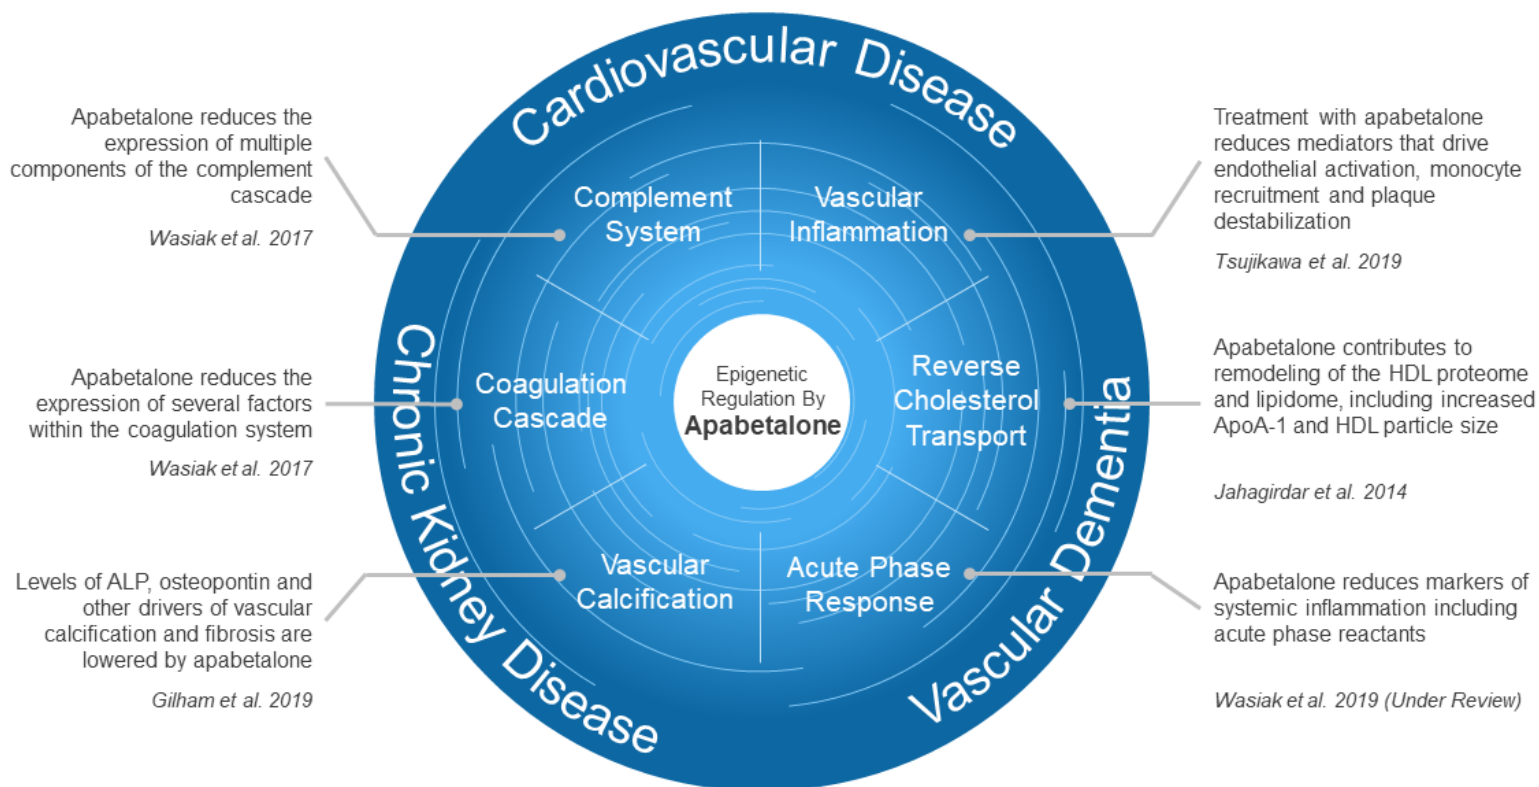 Cardiovascular Disease
Chronic Kidney Disease
Vascular Dementia
Apabetalone reduces the
expression of multiple
components of the complement
cascade
Wasiak et al. 2017
Apabetalone reduces the
expression of several factors
within the coagulation system
Wasiak et al. 2017
Levels of ALP, osteopontin and
other drivers of vascular
calcification and fibrosis are
lowered by apabetalone
Gilham et al. 2019
Complement
System
Vascular
Inflammation
Coagulation
Cascade
Epigenetic
Regulation By
Apabetalone
Reverse
Cholesterol
Transport
Vascular
Calcification
Acute Phase
Response
Treatment with apabetalone
reduces mediators that drive
endothelial activation, monocyte
recruitment and plaque
destabilization
Tsujikawa et al. 2019
Apabetalone contributes to
remodeling of the HDL proteome
and lipidome, including increased
ApoA-1 and HDL particle size
Jahagirdar et al. 2014
Apabetalone reduces markers of
systemic inflammation including
acute phase reactants
Wasiak et al. 2019 (Under Review)